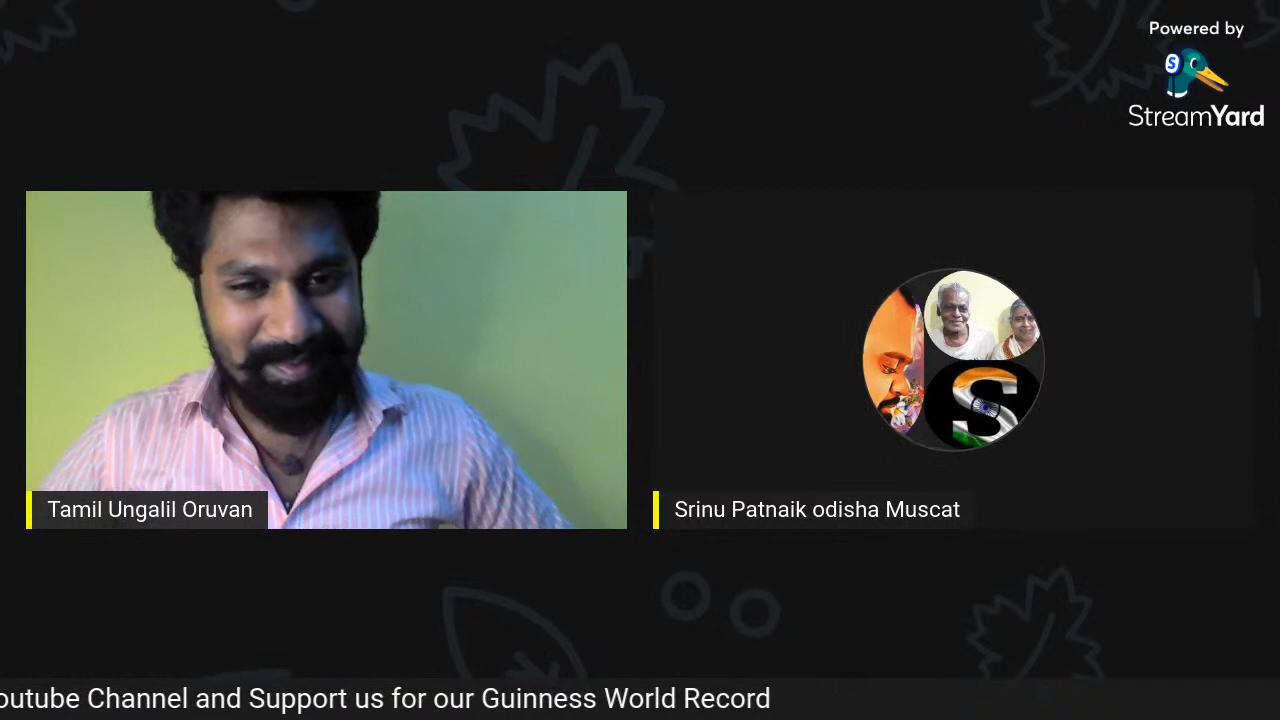 Powered by
S
StreamYard
S
Tamil Ungalil Oruvan
Srinu Patnaik odisha Muscat
outube Channel and Support us for our Guinness World Record